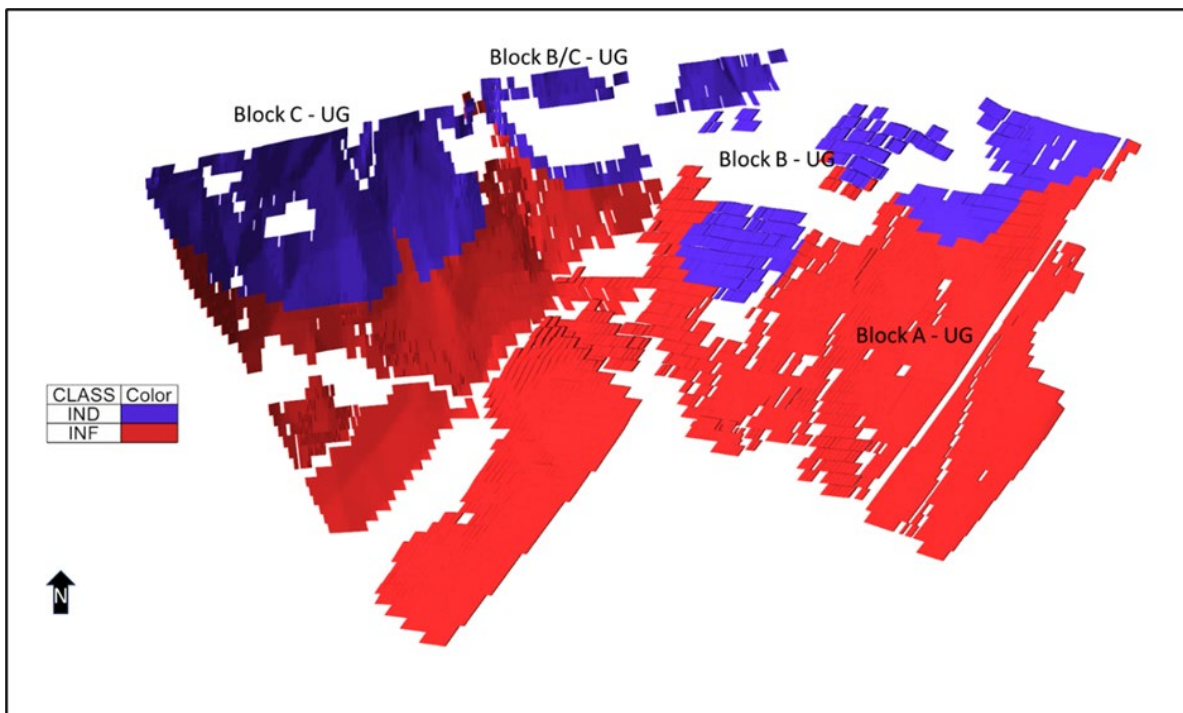 Block B/C - UG
Block C - UG
Block B - UG
Block A - UG
CLASS Color
IND
INF
N